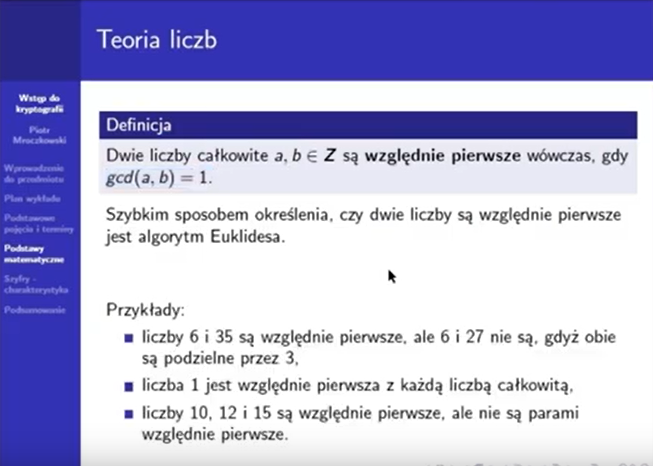 Teoria liczb
Wstęp do
kryptografii
Piotr
Mroczkowski
Wprowadzenie
do przedmiotu
Plan wykładu
Podstawowe
pojęcia i terminy
Podstawy
matematyczne
Szyfry -
charakterystyka
Podsumowanie
Definicja
Dwie liczby całkowite a, b ∈ Z są względnie pierwsze wówczas, gdy
gcd(a, b) = 1.
Szybkim sposobem określenia, czy dwie liczby są względnie pierwsze
jest algorytm Euklidesa.
Przykłady:
liczby 6 i 35 są względnie pierwsze, ale 6 i 27 nie są, gdyż obie
są podzielne przez 3,
liczba 1 jest względnie pierwsza z każdą liczbą całkowitą,
liczby 10, 12 i 15 są względnie pierwsze, ale nie są parami
względnie pierwsze.